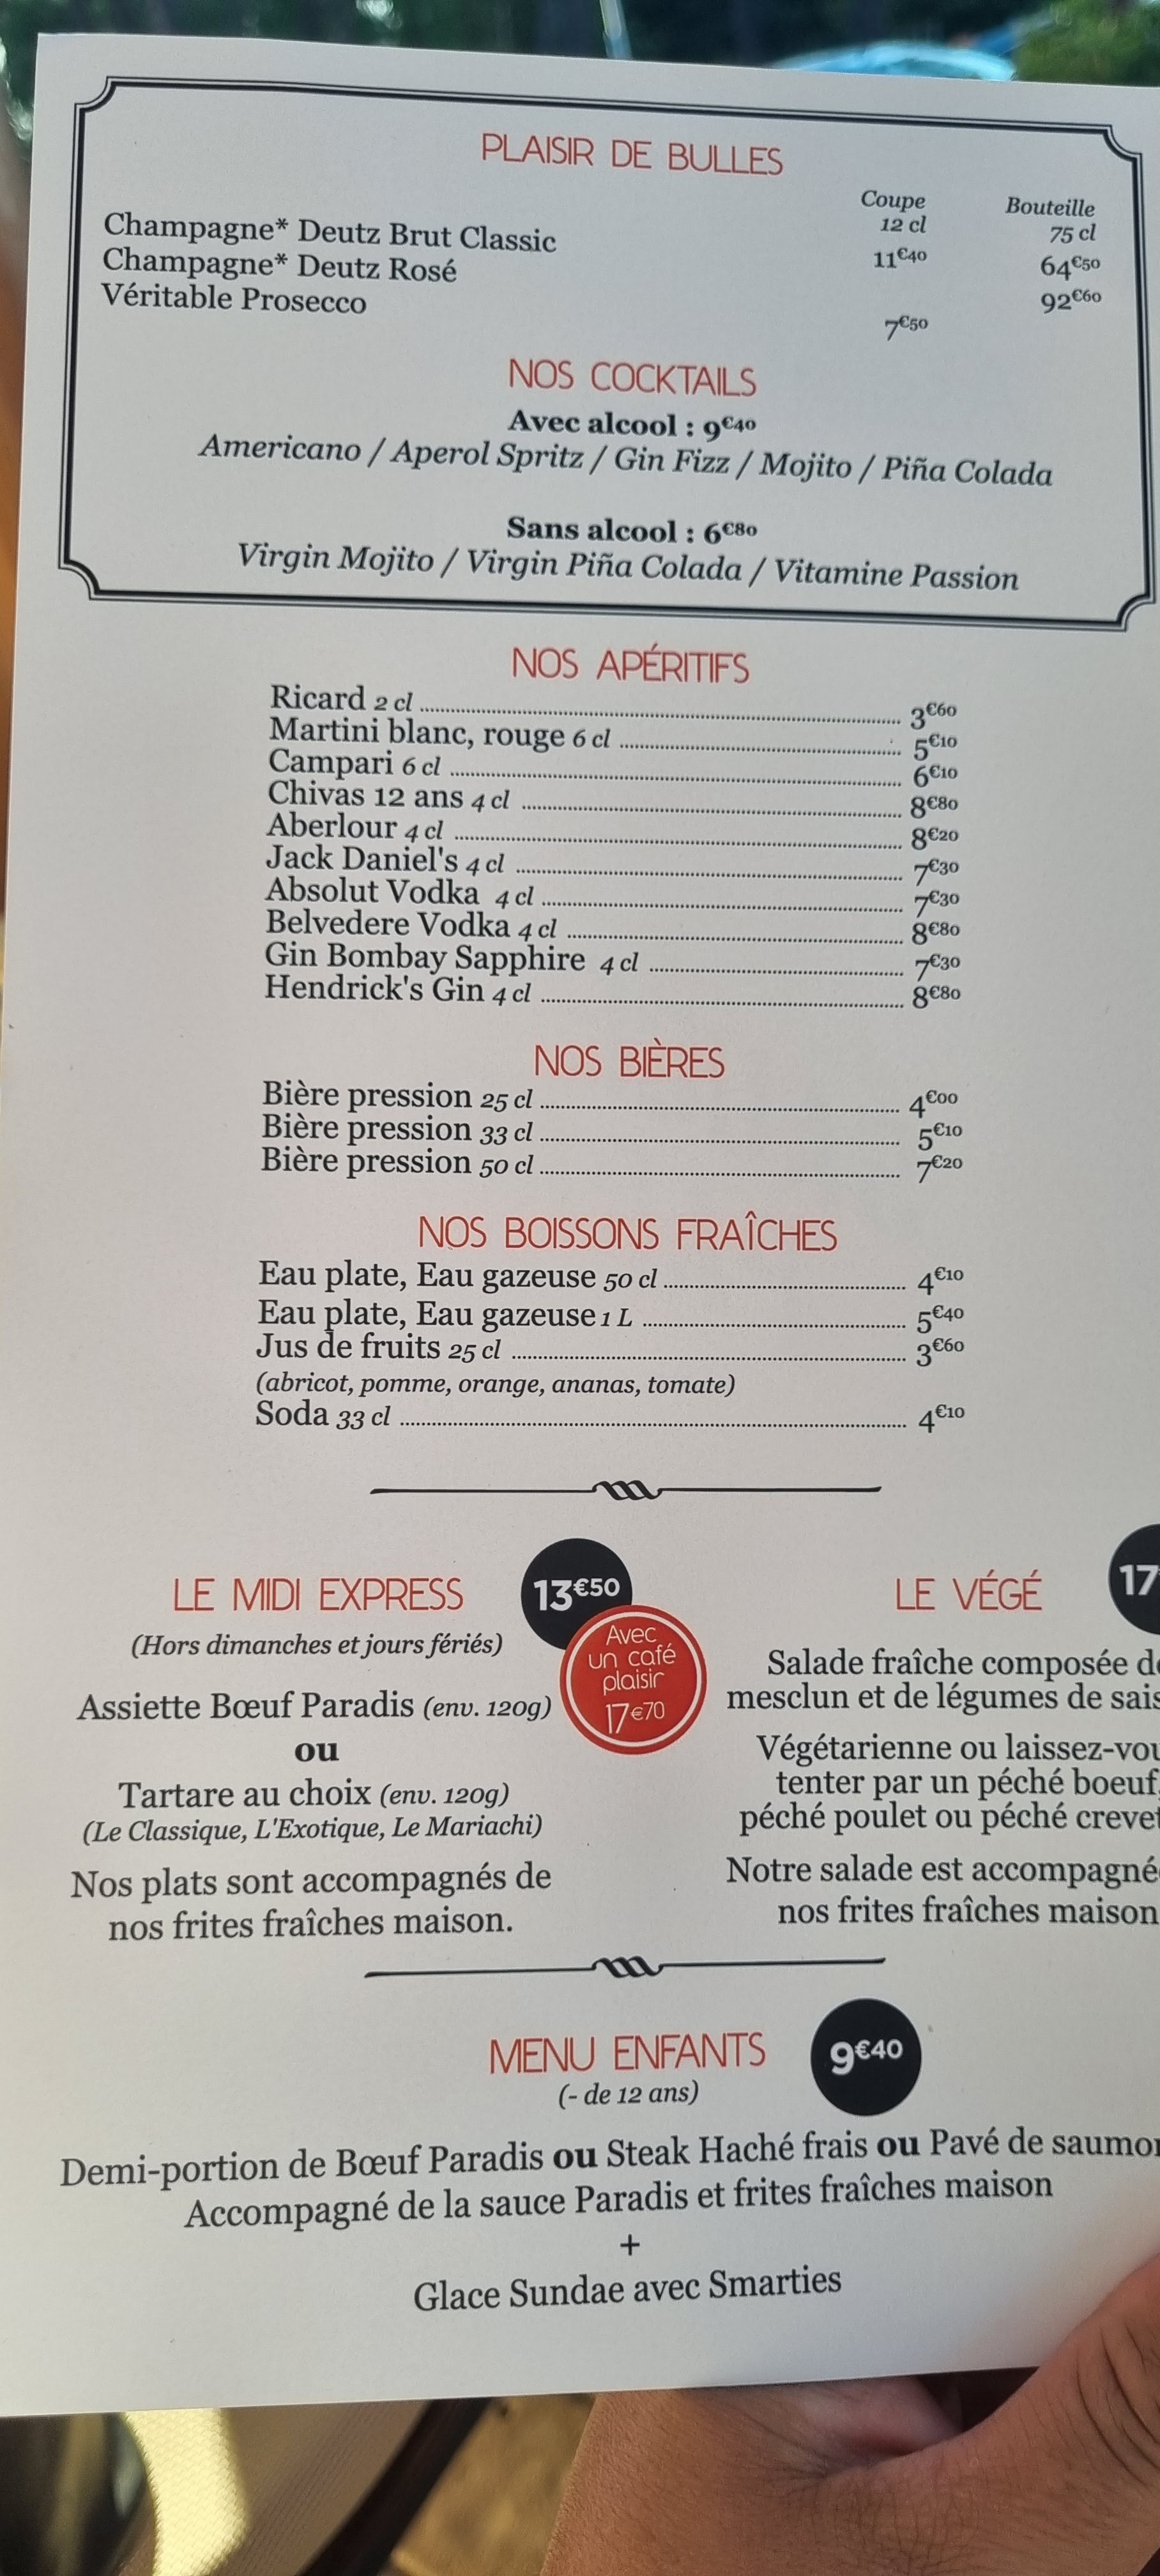 PLAISIR DE BULLES
Coupe Bouteille
12 cl 75 cl
Champagne* Deutz Brut Classic 11€40 64€50
Champagne* Deutz Rosé 92€60
Véritable Prosecco 7€50
NOS COCKTAILS
Avec alcool : 9€40
Americano / Aperol Spritz / Gin Fizz / Mojito / Piña Colada
Sans alcool : 6€80
Virgin Mojito / Virgin Piña Colada / Vitamine Passion
NOS APÉRITIFS
Ricard 2 cl 3€60
Martini blanc, rouge 6 cl 5€10
Campari 6 cl 6€10
Chivas 12 ans 4 cl 8€80
Aberlour 4 cl 8€20
Jack Daniel's 4 cl 7€30
Absolut Vodka 4 cl 7€30
Belvedere Vodka 4 cl 8€80
Gin Bombay Sapphire 4 cl 7€30
Hendrick's Gin 4 cl 8€80
NOS BIÈRES
Bière pression 25 cl 4€00
Bière pression 33 cl 5€10
Bière pression 50 cl 7€20
NOS BOISSONS FRAÎCHES
Eau plate, Eau gazeuse 50 cl 4€10
Eau plate, Eau gazeuse 1 L 5€40
Jus de fruits 25 cl 3€60
(abricot, pomme, orange, ananas, tomate)
Soda 33 cl 4€10
LE MIDI EXPRESS 13€50
(Hors dimanches et jours fériés)
Avec
un café
plaisir
17€70
Assiette Bœuf Paradis (env. 120g)
ou
Tartare au choix (env. 120g)
(Le Classique, L'Exotique, Le Mariachi)
Nos plats sont accompagnés de
nos frites fraîches maison.
LE VÉGÉ 17
Salade fraîche composée
mesclun et de légumes de
Végétarienne ou
tenter par un péché boeuf
péché poulet ou péché
Notre salade est
nos frites fraîches maison
MENU ENFANTS 9€40
(- de 12 ans)
Demi-portion de Bœuf Paradis ou Steak Haché frais ou Pavé de
Accompagné de la sauce Paradis et frites fraîches maison
+
Glace Sundae avec Smarties